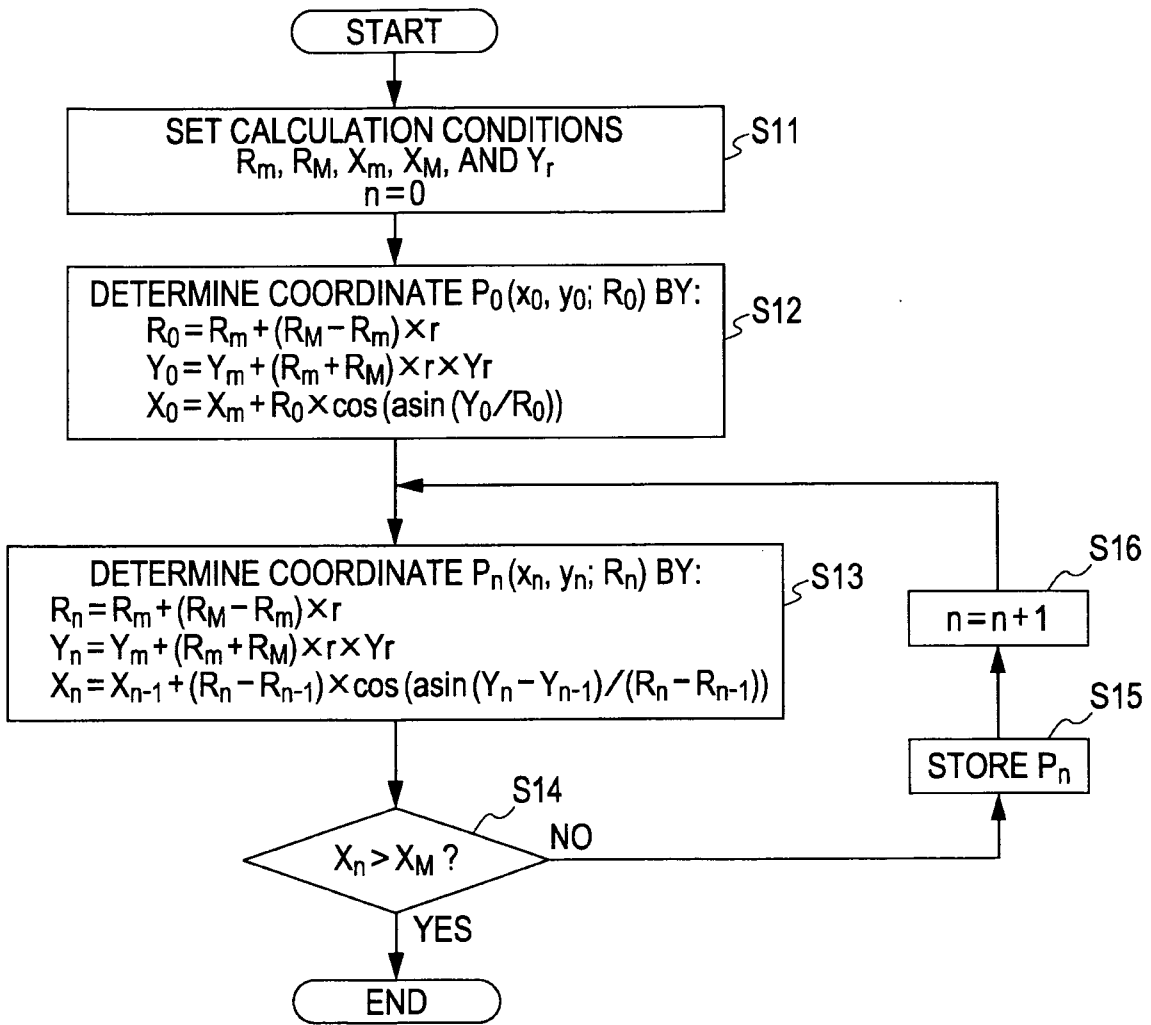 START
SET CALCULATION CONDITIONS
Rm, RM, Xm, XM, AND Yr
n=0
S11
DETERMINE COORDINATE P0(x0, y0; R0) BY:
R0=Rm+(RM−Rm)×r
Y0=Ym+(Rm+RM)×r×Yr
X0=Xm+R0×cos(asin(Y0/R0))
S12
DETERMINE COORDINATE Pn(xn, yn; Rn) BY:
Rn=Rm+(RM−Rm)×r
Yn=Ym+(Rm+RM)×r×Yr
Xn=Xn-1+(Rn−Rn-1)×cos(asin(Yn−Yn-1)/(Rn−Rn-1))
S13
S16
n=n+1
S15
STORE Pn
S14
Xn>XM ?
NO
YES
END